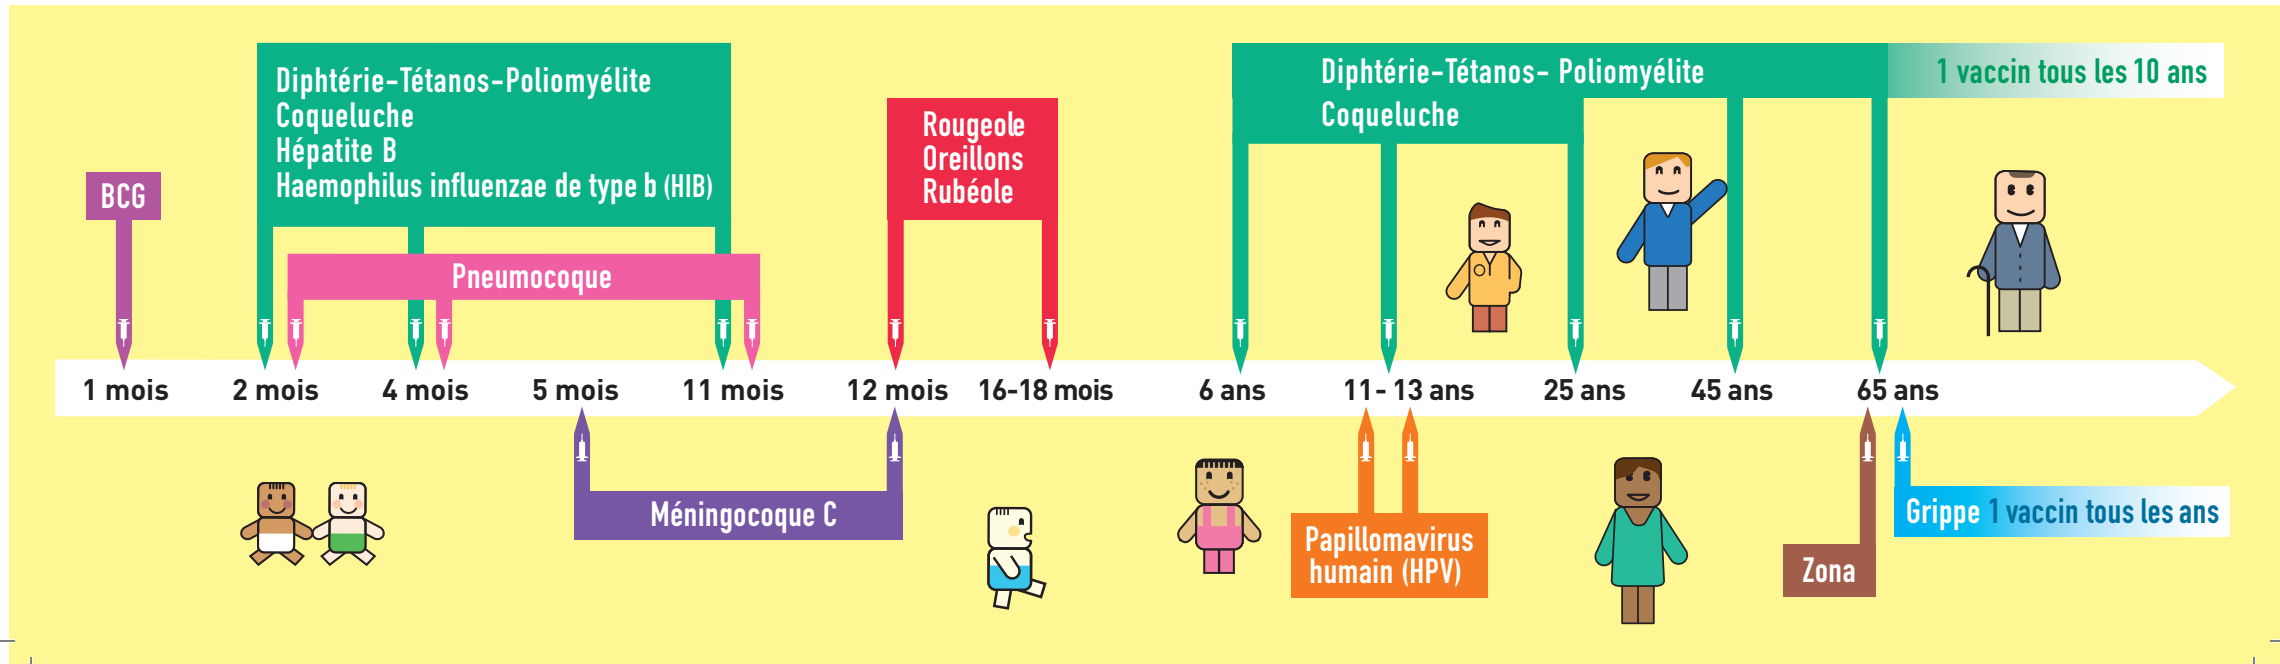 BCG
Diphtérie-Tétanos-Poliomyélite
Coqueluche
Hépatite B
Haemophilus influenzae de type b (HIB)
Pneumocoque
Rougeole
Oreillons
Rubéole
Diphtérie-Tétanos- Poliomyélite
Coqueluche
1 vaccin tous les 10 ans
1 mois
2 mois
4 mois
5 mois
11 mois
12 mois
16-18 mois
6 ans
11- 13 ans
25 ans
45 ans
65 ans
Méningocoque C
Papillomavirus
humain (HPV)
Zona
Grippe 1 vaccin tous les ans